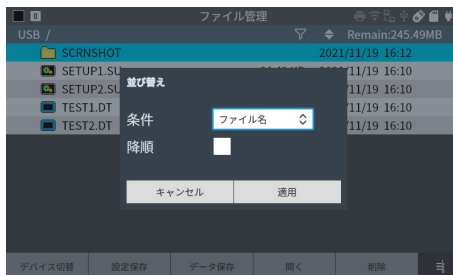 0 ファイル管理
USB / Remain:245.49MB
SCRNSHOT 2021/11/19 16:12
SETUP1.SU /11/19 16:10
SETUP2.SU /11/19 16:10
TEST1.DT /11/19 16:10
TEST2.DT /11/19 16:10
並び替え
条件 ファイル名
降順
キャンセル 適用
デバイス切替 設定保存 データ保存 開く 削除